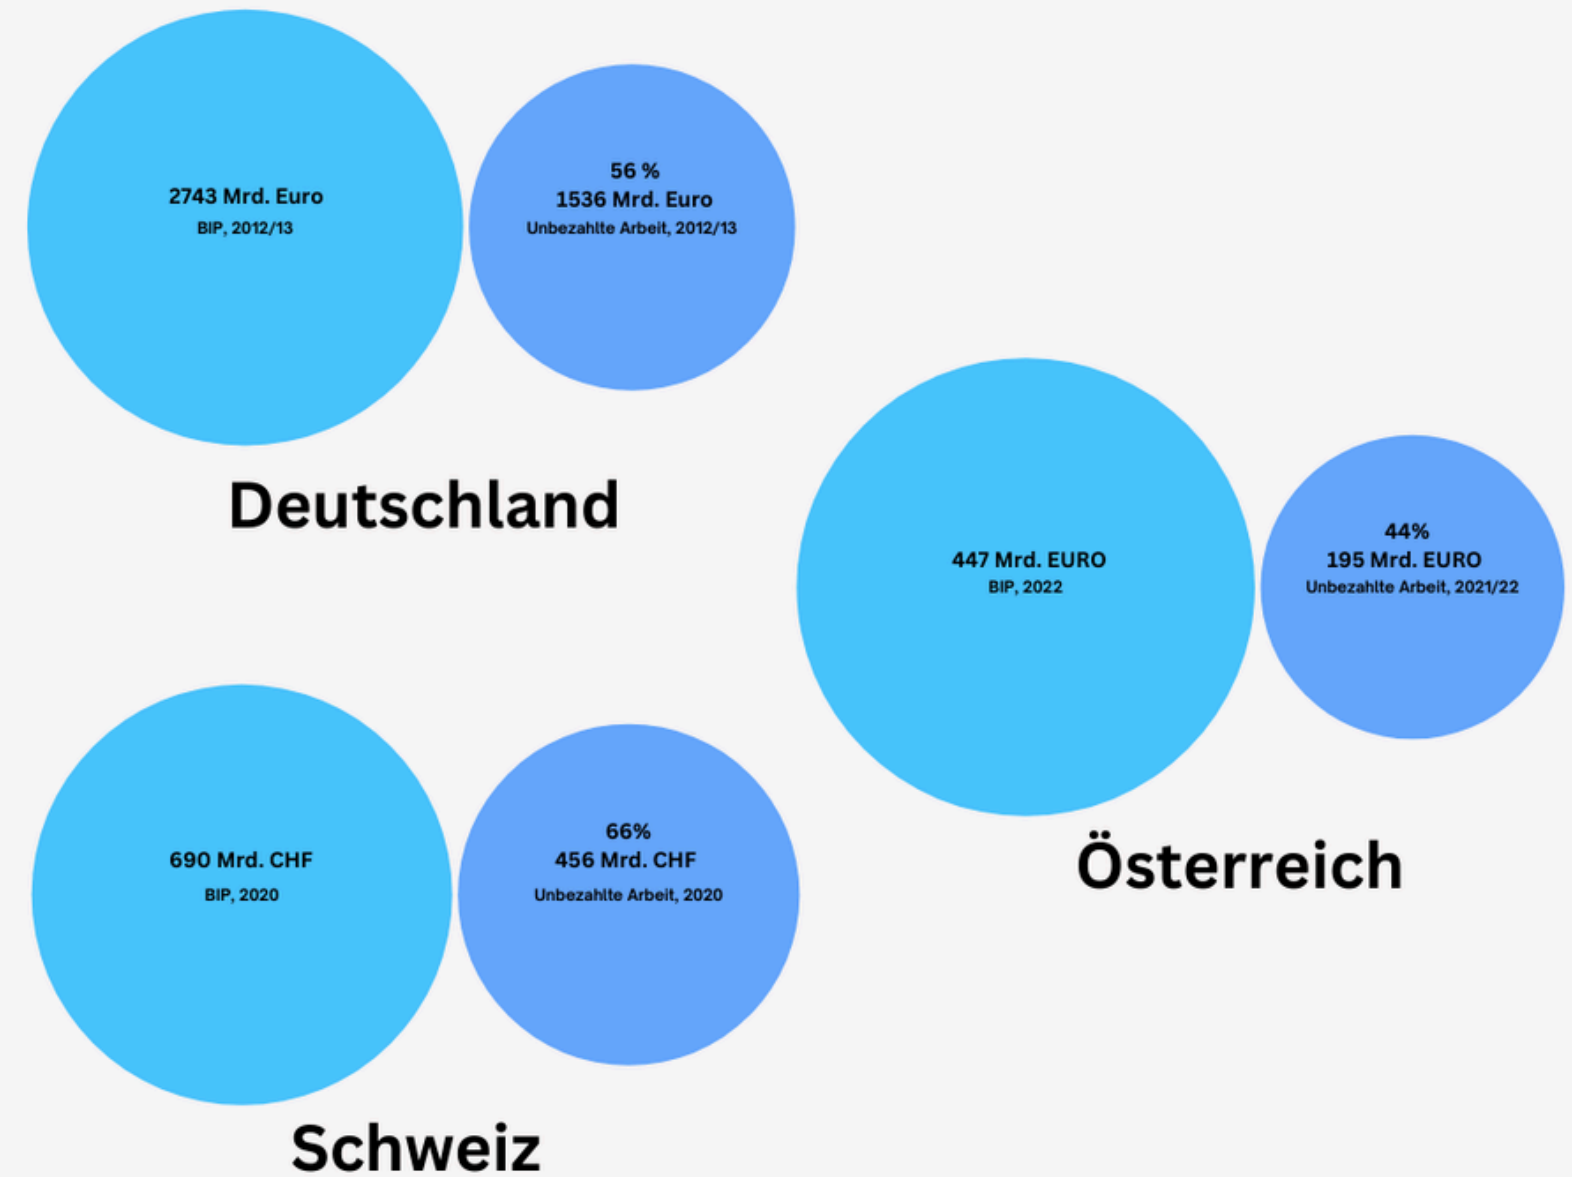 2743 Mrd. Euro
BIP, 2012/13
56 %
1536 Mrd. Euro
Unbezahlte Arbeit, 2012/13
Deutschland
447 Mrd. EURO
BIP, 2022
44%
195 Mrd. EURO
Unbezahlte Arbeit, 2021/22
Österreich
690 Mrd. CHF
BIP, 2020
66%
456 Mrd. CHF
Unbezahlte Arbeit, 2020
Schweiz